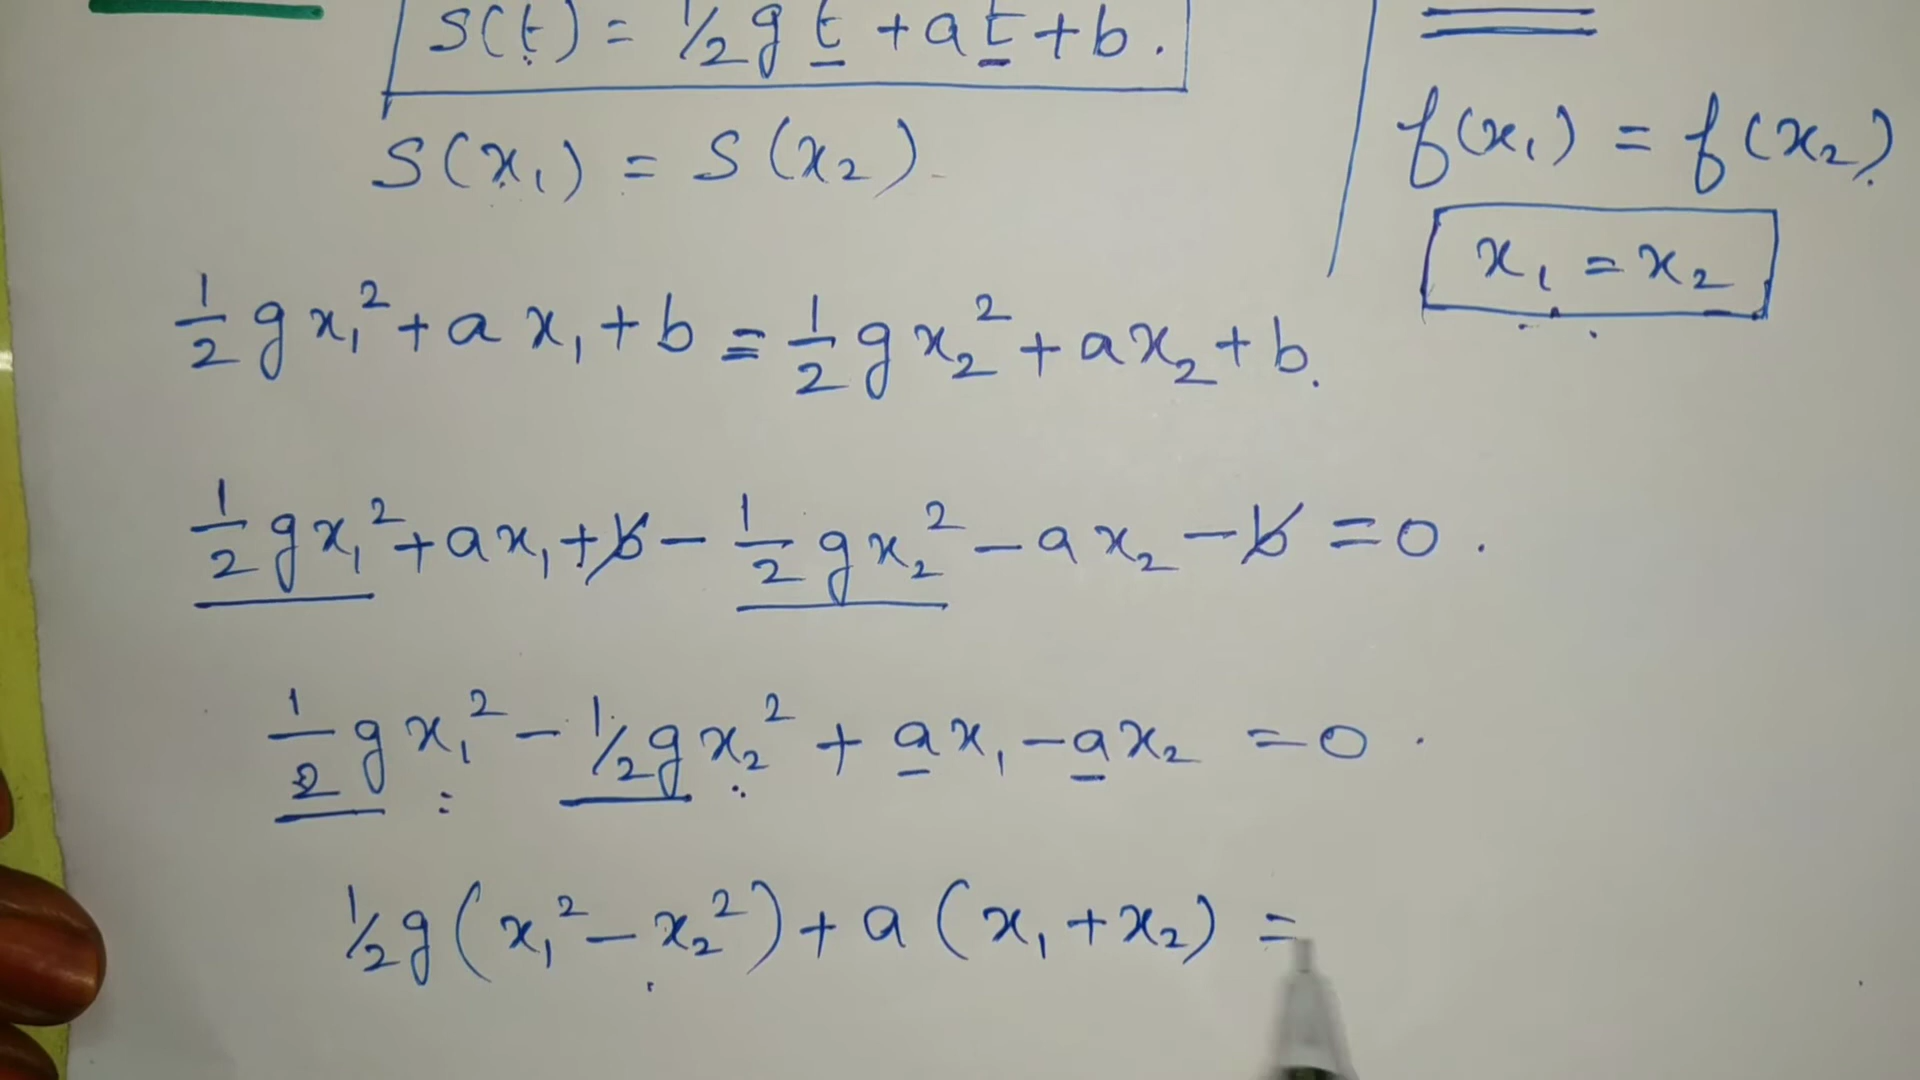 S(t) = 1/2 g t + a t + b .
S(x₁) = S(x₂)
1/2 g x₁² + a x₁ + b = 1/2 g x₂² + a x₂ + b.
1/2 g x₁² + a x₁ + b - 1/2 g x₂² - a x₂ - b = 0 .
1/2 g x₁² - 1/2 g x₂² + a x₁ - a x₂ = 0 .
1/2 g ( x₁² - x₂² ) + a ( x₁ + x₂ ) =
f(x₁) = f(x₂)
x₁ = x₂